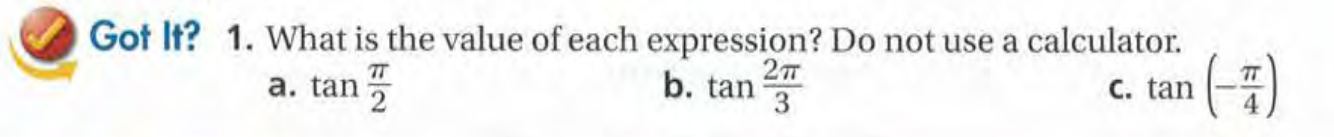 Got It? 1. What is the value of each expression? Do not use a calculator.
a. tan π/2 b. tan 2π/3 c. tan (−π/4)